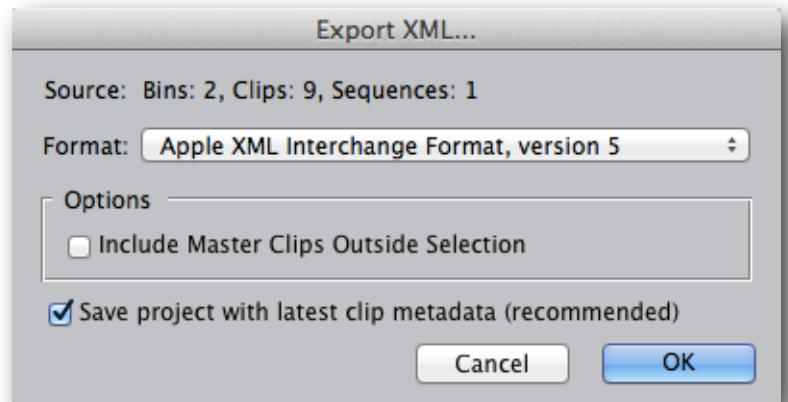 Export XML...
Source: Bins: 2, Clips: 9, Sequences: 1
Format: Apple XML Interchange Format, version 5
Options
Include Master Clips Outside Selection
Save project with latest clip metadata (recommended)
Cancel OK